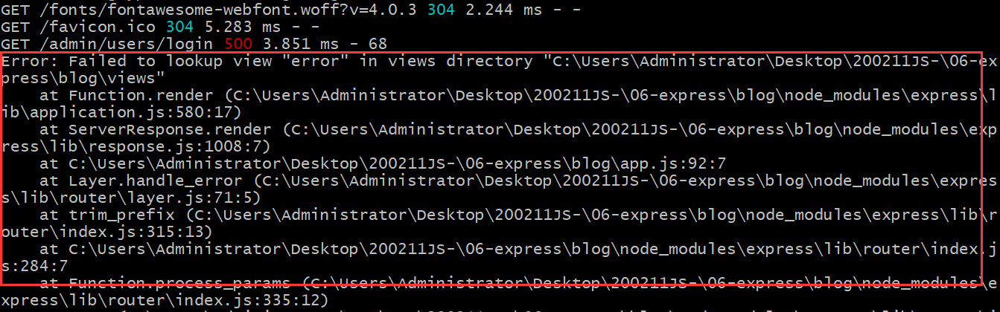 GET /fonts/fontawesome-webfont.woff?v=4.0.3 304 2.244 ms - -
GET /favicon.ico 304 5.283 ms - -
GET /admin/users/login 500 3.851 ms - 68
Error: Failed to lookup view "error" in views directory "C:\Users\Administrator\Desktop\200211JS-\06-ex
press\blog\views"
    at Function.render (C:\Users\Administrator\Desktop\200211JS-\06-express\blog\node_modules\express\l
ib\application.js:580:17)
    at ServerResponse.render (C:\Users\Administrator\Desktop\200211JS-\06-express\blog\node_modules\exp
ress\lib\response.js:1008:7)
    at C:\Users\Administrator\Desktop\200211JS-\06-express\blog\app.js:92:7
    at Layer.handle_error (C:\Users\Administrator\Desktop\200211JS-\06-express\blog\node_modules\expres
s\lib\router\layer.js:71:5)
    at trim_prefix (C:\Users\Administrator\Desktop\200211JS-\06-express\blog\node_modules\express\lib\r
outer\index.js:315:13)
    at C:\Users\Administrator\Desktop\200211JS-\06-express\blog\node_modules\express\lib\router\index.j
s:284:7
    at Function.process_params (C:\Users\Administrator\Desktop\200211JS-\06-express\blog\node_modules\e
xpress\lib\router\index.js:335:12)